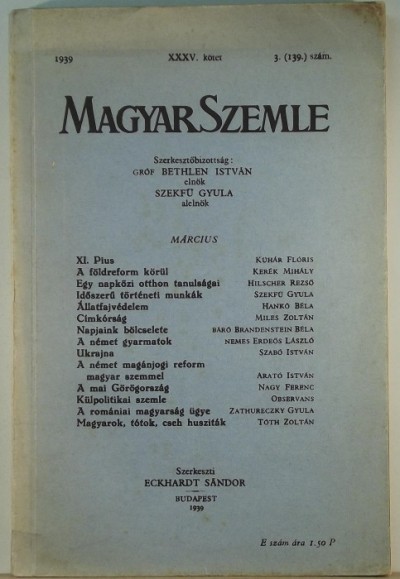 1939 XXXV. kötet 3. (139.) szám.
MAGYAR SZEMLE
Szerkesztőbizottság:
GRÓF BETHLEN ISTVÁN
elnök
SZEKFŰ GYULA
alelnök
MÁRCIUS
XI. Pius KUHÁR FLÓRIS
A földreform körül KERÉK MIHÁLY
Egy napközi otthon tanulságai HILSCHER REZSŐ
Időszerű történeti munkák SZEKFŰ GYULA
Állatfajvédelem HANKÓ BÉLA
Címkórság MILES ZOLTÁN
Napjaink bölcselete BÁRÓ BRANDENSTEIN BÉLA
A német gyarmatok NEMES ERDEŐS LÁSZLÓ
Ukrajna SZABÓ ISTVÁN
A német magánjogi reform
magyar szemmel ARATÓ ISTVÁN
A mai Görögország NAGY FERENC
Külpolitikai szemle OBSERVANS
A romániai magyarság ügye ZATHURECZKY GYULA
Magyarok, tótok, cseh husziták TÓTH ZOLTÁN
Szerkeszti
ECKHARDT SÁNDOR
BUDAPEST
1939
E szám ára 1.50 P